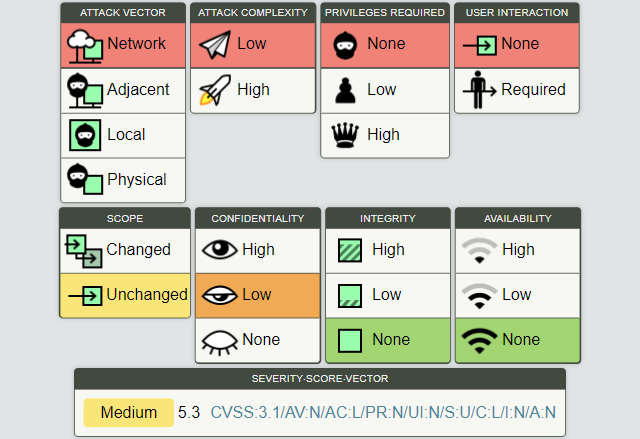 ATTACK VECTOR
Network
Adjacent
Local
Physical
ATTACK COMPLEXITY
Low
High
PRIVILEGES REQUIRED
None
Low
High
USER INTERACTION
None
Required
SCOPE
Changed
Unchanged
CONFIDENTIALITY
High
Low
None
INTEGRITY
High
Low
None
AVAILABILITY
High
Low
None
SEVERITY-SCORE-VECTOR
Medium 5.3 CVSS:3.1/AV:N/AC:L/PR:N/UI:N/S:U/C:L/I:N/A:N